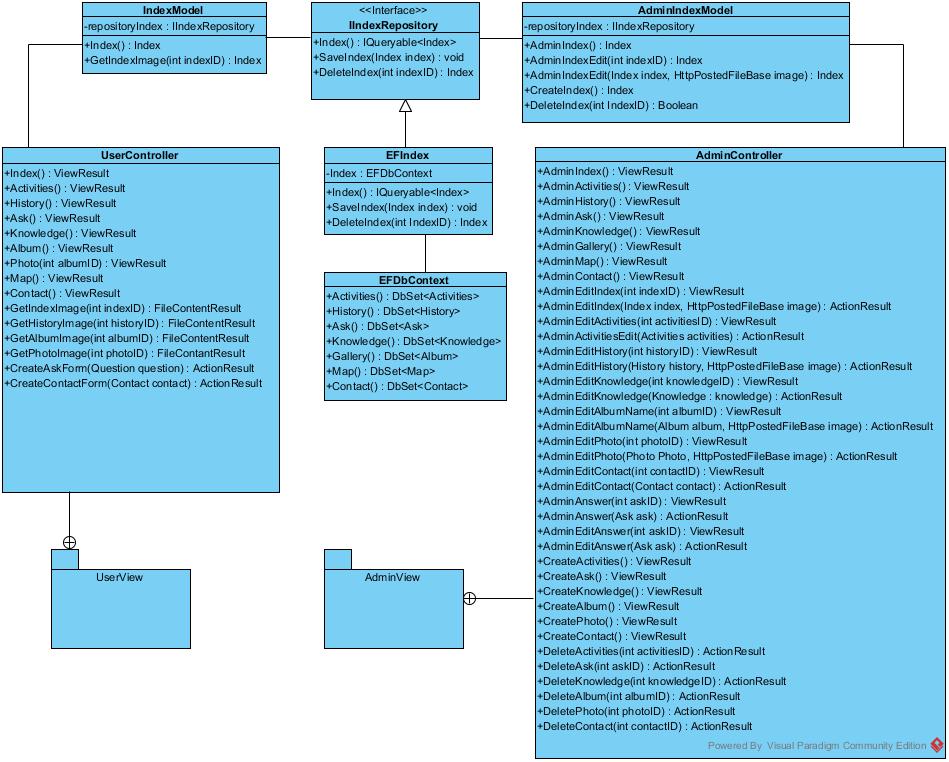 IndexModel
-repositoryIndex : IIndexRepository
+Index() : Index
+GetIndexImage(int indexID) : Index
<<Interface>>
IIndexRepository
+Index() : IQueryable<Index>
+SaveIndex(Index index) : void
+DeleteIndex(int indexID) : Index
AdminIndexModel
-repositoryIndex : IIndexRepository
+AdminIndex() : Index
+AdminIndexEdit(int indexID) : Index
+AdminIndexEdit(Index index, HttpPostedFileBase image) : Index
+CreateIndex() : Index
+DeleteIndex(int IndexID) : Boolean
UserController
+Index() : ViewResult
+Activities() : ViewResult
+History() : ViewResult
+Ask() : ViewResult
+Knowledge() : ViewResult
+Album() : ViewResult
+Photo(int albumID) : ViewResult
+Map() : ViewResult
+Contact() : ViewResult
+GetIndexImage(int indexID) : FileContentResult
+GetHistoryImage(int historyID) : FileContentResult
+GetAlbumImage(int albumID) : FileContentResult
+GetPhotoImage(int photoID) : FileContantResult
+CreateAskForm(Question question) : ActionResult
+CreateContactForm(Contact contact) : ActionResult
EFIndex
-Index : EFDbContext
+Index() : IQueryable<Index>
+SaveIndex(Index index) : void
+DeleteIndex(int IndexID) : Index
EFDbContext
+Activities() : DbSet<Activities>
+History() : DbSet<History>
+Ask() : DbSet<Ask>
+Knowledge() : DbSet<Knowledge>
+Gallery() : DbSet<Album>
+Map() : DbSet<Map>
+Contact() : DbSet<Contact>
AdminController
+AdminIndex() : ViewResult
+AdminActivities() : ViewResult
+AdminHistory() : ViewResult
+AdminAsk() : ViewResult
+AdminKnowledge() : ViewResult
+AdminGallery() : ViewResult
+AdminMap() : ViewResult
+AdminContact() : ViewResult
+AdminEditIndex(int indexID) : ViewResult
+AdminEditIndex(Index index, HttpPostedFileBase image) : ActionResult
+AdminEditActivities(int activitiesID) : ViewResult
+AdminActivitiesEdit(Activities activities) : ActionResult
+AdminEditHistory(int historyID) : ViewResult
+AdminEditHistory(History history, HttpPostedFileBase image) : ActionResult
+AdminEditKnowledge(int knowledgeID) : ViewResult
+AdminEditKnowledge(Knowledge : knowledge) : ActionResult
+AdminEditAlbumName(int albumID) : ViewResult
+AdminEditAlbumName(Album album, HttpPostedFileBase image) : ActionResult
+AdminEditPhoto(int photoID) : ViewResult
+AdminEditPhoto(Photo Photo, HttpPostedFileBase image) : ActionResult
+AdminEditContact(int contactID) : ViewResult
+AdminEditContact(Contact contact) : ActionResult
+AdminAnswer(int askID) : ViewResult
+AdminAnswer(Ask ask) : ActionResult
+AdminEditAnswer(int askID) : ViewResult
+AdminEditAnswer(Ask ask) : ActionResult
+CreateActivities() : ViewResult
+CreateAsk() : ViewResult
+CreateKnowledge() : ViewResult
+CreateAlbum() : ViewResult
+CreatePhoto() : ViewResult
+CreateContact() : ViewResult
+DeleteActivities(int activitiesID) : ActionResult
+DeleteAsk(int askID) : ActionResult
+DeleteKnowledge(int knowledgeID) : ActionResult
+DeleteAlbum(int albumID) : ActionResult
+DeletePhoto(int photoID) : ActionResult
+DeleteContact(int contactID) : ActionResult
UserView
AdminView
Powered By Visual Paradigm Community Edition